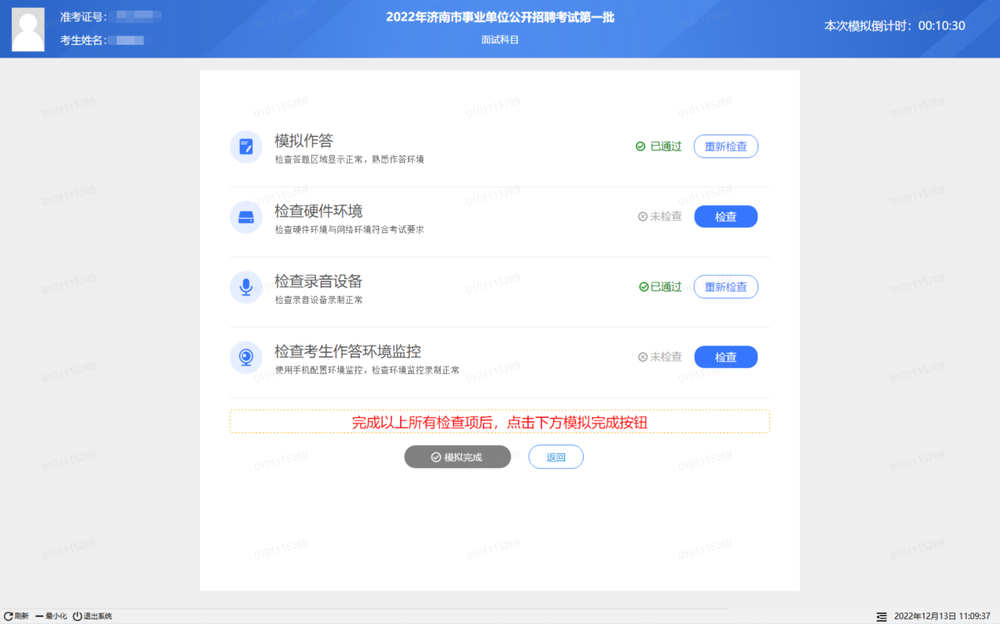 准考证号：
2022年济南市事业单位公开招聘考试第一批
考生姓名：
面试科目
本次模拟倒计时：00:10:30
模拟作答
检查答题区域显示正常，熟悉作答环境
已通过
重新检查
检查硬件环境
检查硬件环境与网络环境符合考试要求
未检查
检查
检查录音设备
检查录音设备录制正常
已通过
重新检查
检查考生作答环境监控
使用手机配置环境监控，检查环境监控录制正常
未检查
检查
完成以上所有检查项后，点击下方模拟完成按钮
模拟完成
返回
0101115269
刷新 最小化 退出系统
2022年12月13日 11:09:37